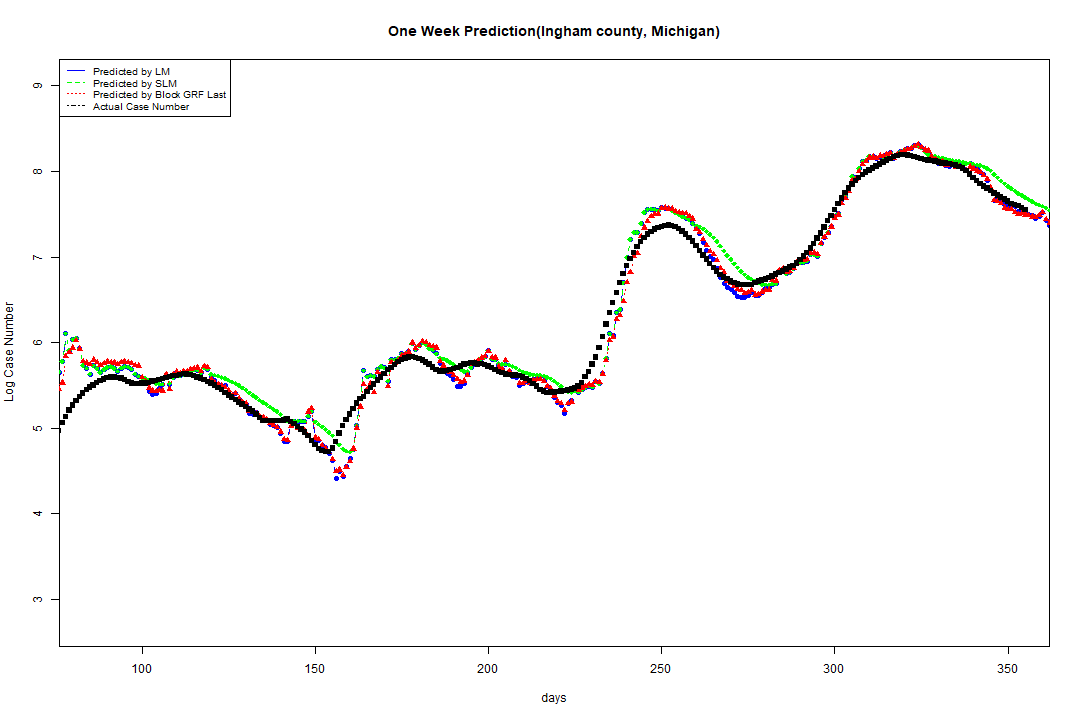 One Week Prediction(Ingham county, Michigan)
Predicted by LM
Predicted by SLM
Predicted by Block GRF Last
Actual Case Number
Log Case Number
9
8
7
6
5
4
3
100 150 200 250 300 350
days